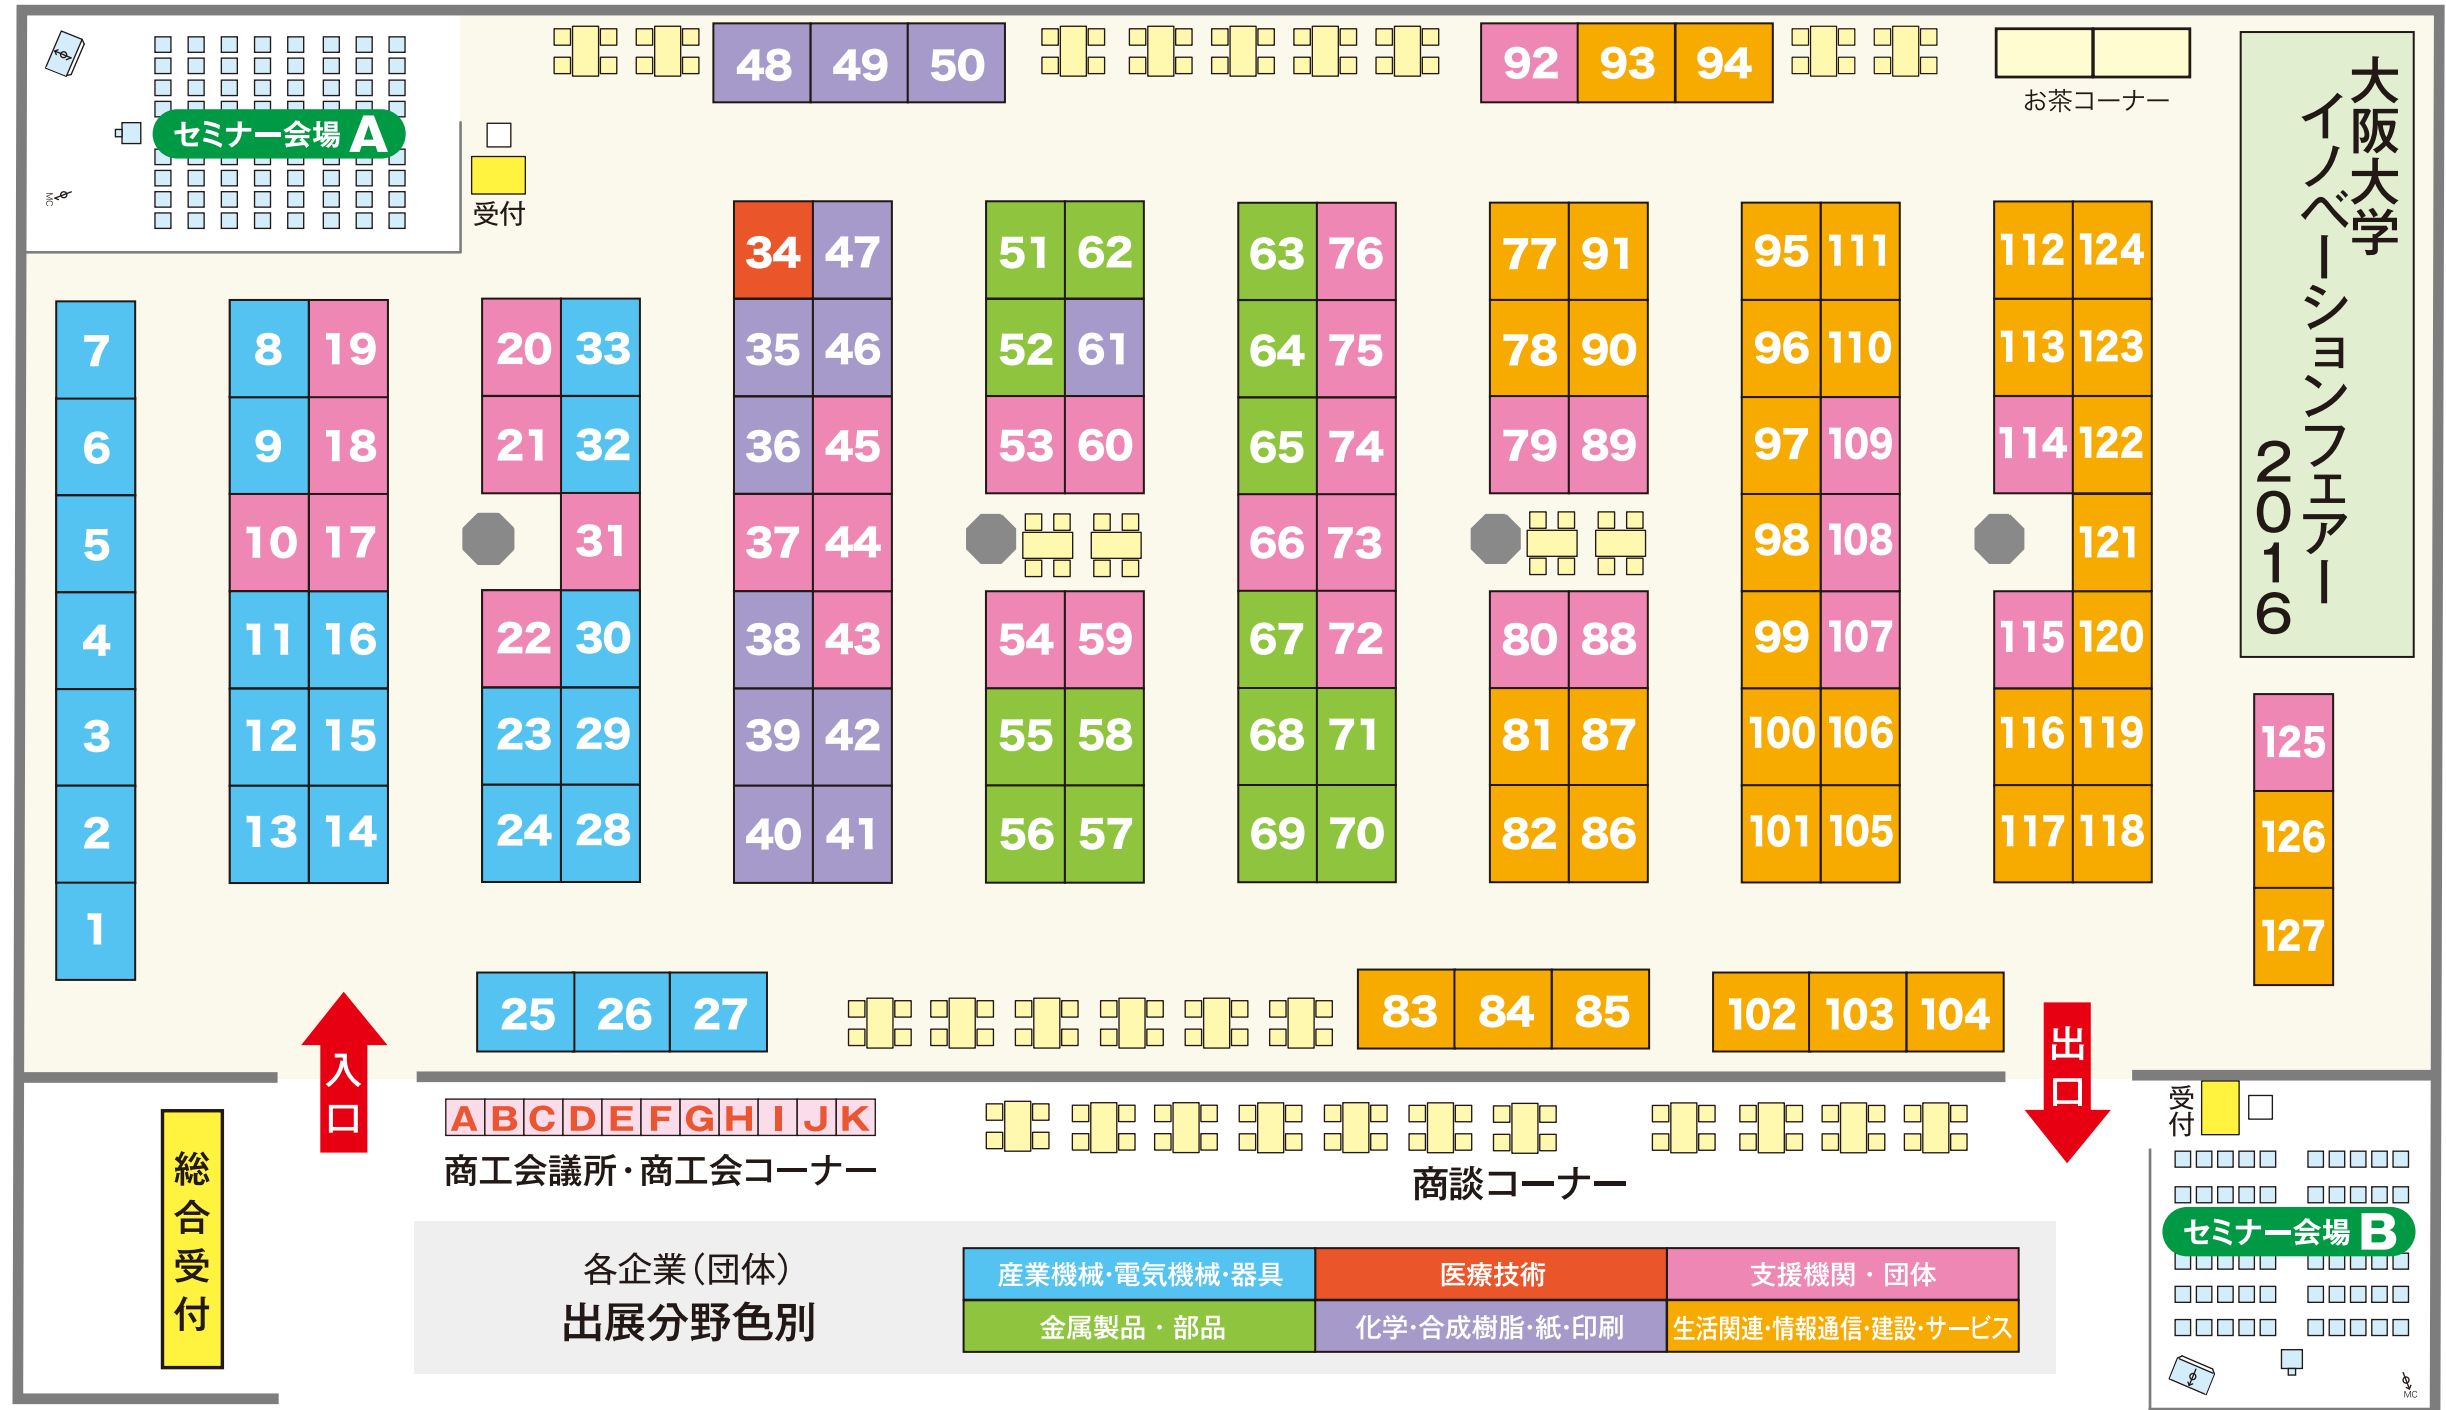 セミナー会場 A
MC
受付
48 49 50
92 93 94
お茶コーナー
大阪大学
イノベーションフェアー
2016
7
6
5
4
3
2
1
8 19
9 18
10 17
11 16
12 15
13 14
20 33
21 32
31
22 30
23 29
24 28
25 26 27
34 47
35 46
36 45
37 44
38 43
39 42
40 41
51 62
52 61
53 60
54 59
55 58
56 57
63 76
64 75
65 74
66 73
67 72
68 71
69 70
77 91
78 90
79 89
80 88
81 87
82 86
83 84 85
95 111
96 110
97 109
98 108
99 107
100 106
101 105
102 103 104
112 124
113 123
114 122
121
115 120
116 119
117 118
125
126
127
入口
出口
総合受付
A B C D E F G H I J K
商工会議所・商工会コーナー
商談コーナー
受付
セミナー会場 B
MC
各企業（団体）
出展分野色別
産業機械・電気機械・器具
医療技術
支援機関・団体
金属製品・部品
化学・合成樹脂・紙・印刷
生活関連・情報通信・建設・サービス